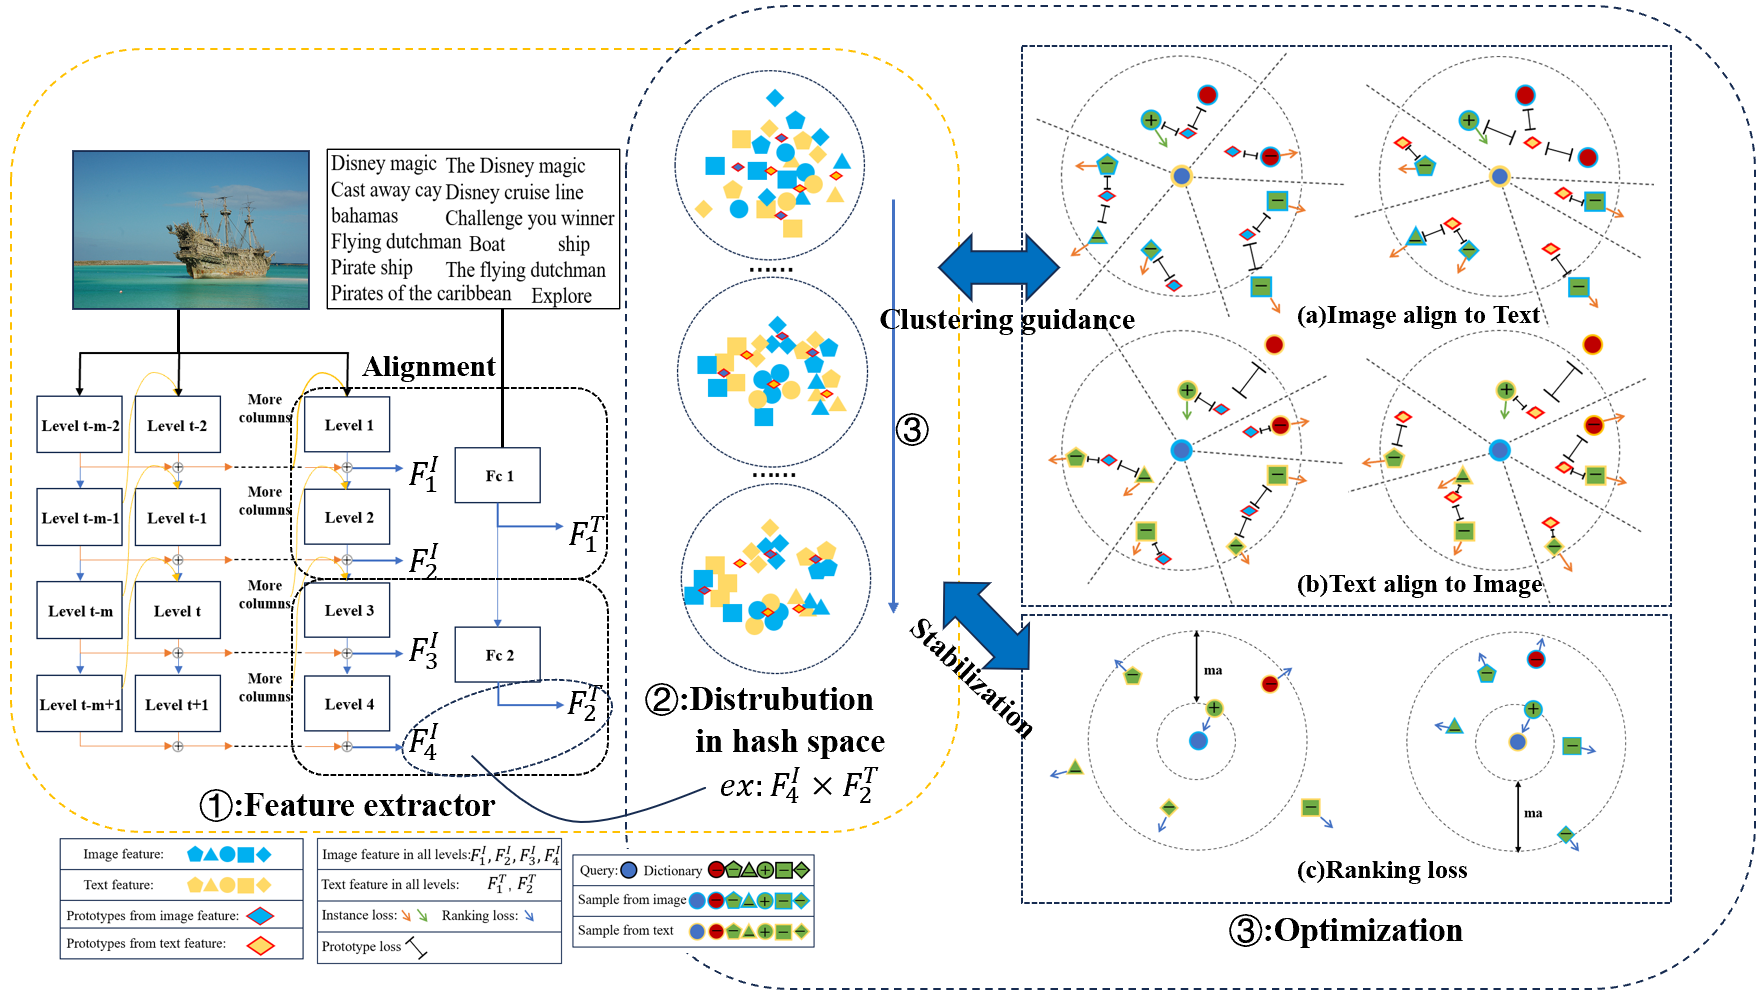 Disney magic The Disney magic
Cast away cay Disney cruise line
bahamas Challenge you winner
Flying dutchman Boat ship
Pirate ship The flying dutchman
Pirates of the caribbean Explore
Alignment
Level t-m-2 Level t-2 More columns Level 1
F_1^I
Fc 1
Level t-m-1 Level t-1 More columns Level 2
F_1^T
F_2^I
Level t-m Level t More columns Level 3
F_3^I
Fc 2
Level t-m+1 Level t+1 More columns Level 4
F_2^T
F_4^I
①:Feature extractor
......
......
③
②:Distrubution
in hash space
ex: F_4^I × F_2^T
Clustering guidance
Stabilization
(a)Image align to Text
(b)Text align to Image
ma
ma
(c)Ranking loss
③:Optimization
Image feature:
Text feature:
Prototypes from image feature:
Prototypes from text feature:
Image feature in all levels:F_1^I, F_2^I, F_3^I, F_4^I
Text feature in all levels: F_1^T, F_2^T
Instance loss: Ranking loss:
Prototype loss
Query: Dictionary
Sample from image
Sample from text